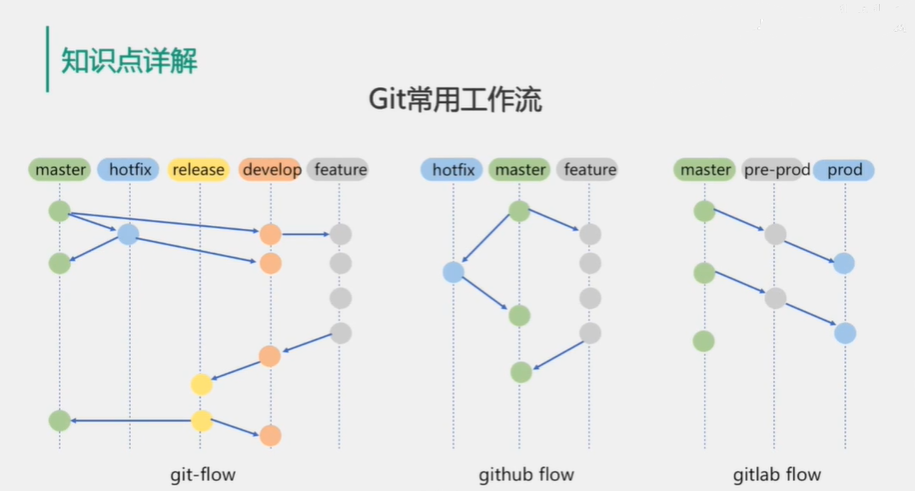 知识点详解
Git常用工作流
master hotfix release develop feature
hotfix master feature
master pre-prod prod
git-flow
github flow
gitlab flow